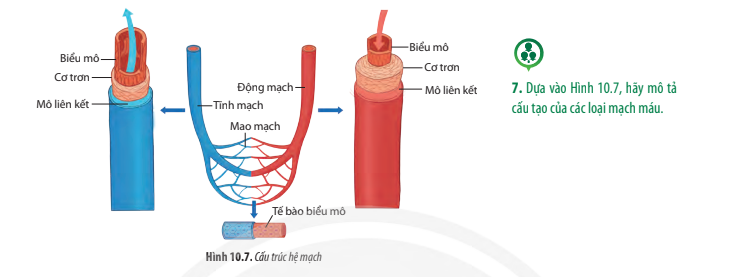 Biểu mô
Cơ trơn
Mô liên kết
Động mạch
Tĩnh mạch
Mao mạch
Tế bào biểu mô
Biểu mô
Cơ trơn
Mô liên kết
Hình 10.7. Cấu trúc hệ mạch
7. Dựa vào Hình 10.7, hãy mô tả
cấu tạo của các loại mạch máu.